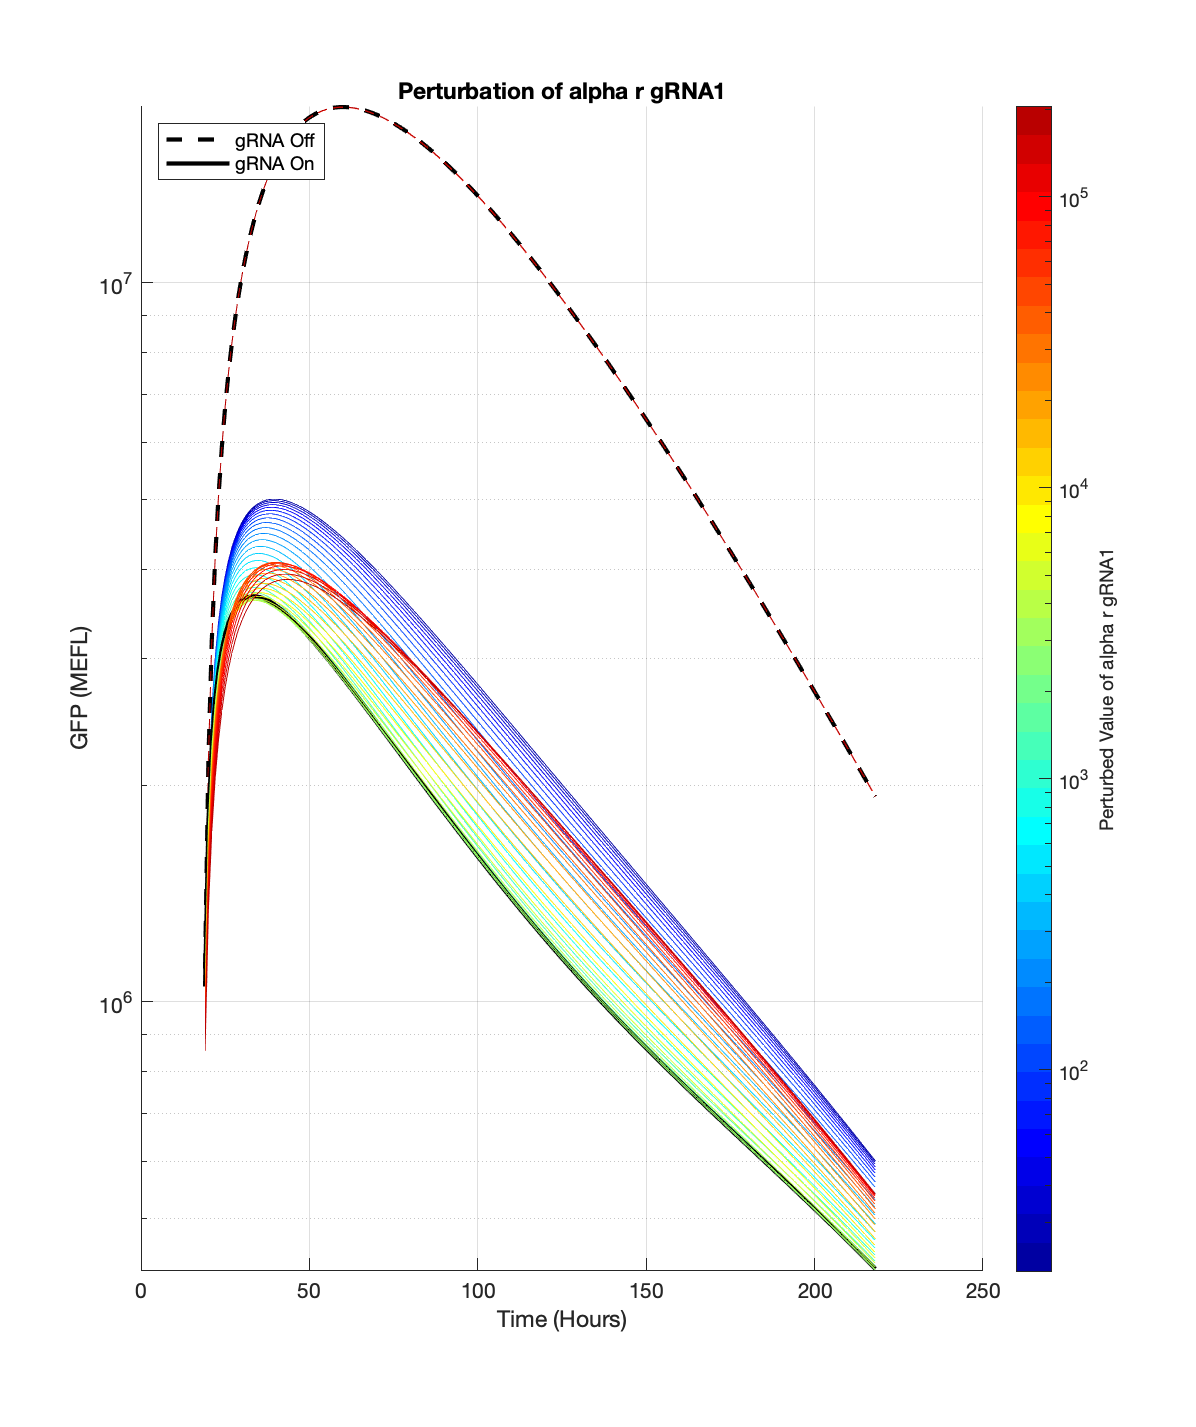 Perturbation of alpha r gRNA1
gRNA Off
gRNA On
10^7
10^6
GFP (MEFL)
0
50
100
150
200
250
Time (Hours)
10^5
10^4
10^3
10^2
Perturbed Value of alpha r gRNA1